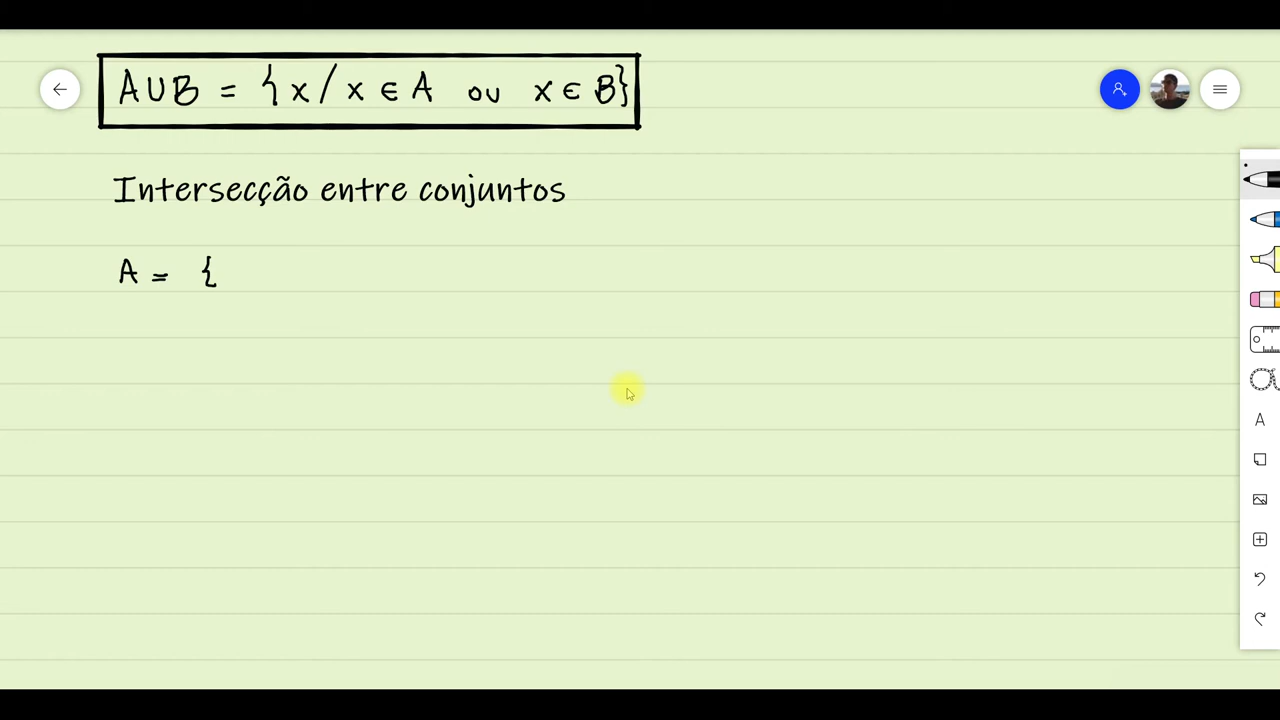 A∪B = {x/x ∈ A ou x ∈ B}
Intersecção entre conjuntos
A = {
A